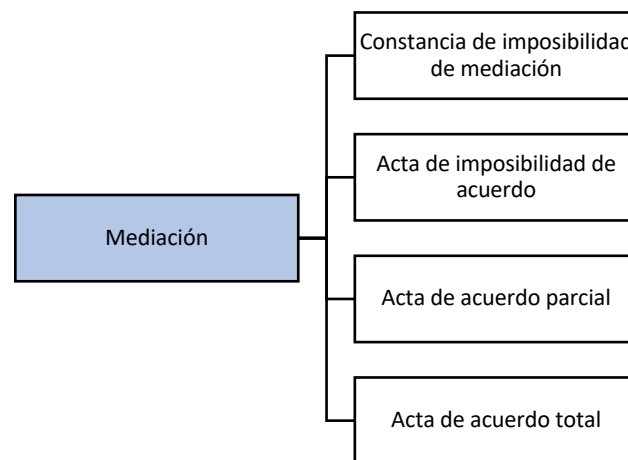 Mediación
Constancia de imposibilidad
de mediación
Acta de imposibilidad de
acuerdo
Acta de acuerdo parcial
Acta de acuerdo total